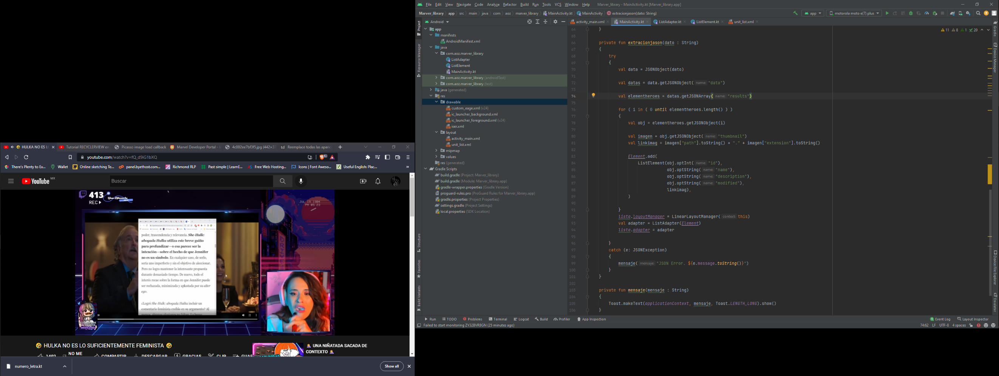 HULKA NO ES L
Tutorial RECYCLERVIEW en
Picasso image load callback
Marvel Developer Portal - I
4c002ee7bf3f5.jpg (442×37
td Reemplace todas las aparic
youtube.com/watch?v=fQ_d9iG1bXQ
There's Plenty to Ex...
Wallet
Online sketching Te...
panel.byethost.com...
Richmond RLP
Past simple | LearnE...
Free Web Hosting...
Icons | Font Aweso...
Useful English: Plac...
»
YouTube MX
Buscar
413
REC
JUL 15 1984
PM 05 23
poder, trascendencia y relevancia. She-Hulk:
abogada Hulka utiliza este breve guiño
para profundizar—o esa parece ser la
intención—sobre el hecho de que Jennifer
no es un símbolo. En cualquier caso, de serlo,
sería uno imperfecto y sin el objetivo de aleccionar.
Pero no logra mantener la interesante propuesta
durante demasiado tiempo. De nuevo, todo el
interés recae sobre la forma en que Jennifer puede
ser rechazada, minimizada y aplastada por su alter
ego.
¿Logró She-Hulk: abogada Hulka incluir un
comentario feminista creíble en su argumento? Al
HULKA NO ES LO SUFICIENTEMENTE FEMINISTA
1402
NO ME
COMPARTIR
DESCARGAR
GRACIAS
CLIP
GUAR
UNA NIÑATADA SACADA DE
CONTEXTO
numero_letra.kt
Show all
File Edit View Navigate Code Analyze Refactor Build Run Tools VCS Window Help Marver_library - MainActivity.kt [Marver_library.app]
Marver_library app src main java com aoz marver_library MainActivity.kt MainActivity extracionjason(dato: String)
app
motorola moto e(7) plus
Android
activity_main.xml
MainActivity.kt
ListAdapter.kt
ListElement.kt
unit_list.xml
Project
Resource Manager
Structure
Favorites
Build Variants
app
manifests
AndroidManifest.xml
java
com.aoz.marver_library
ListAdapter
ListElement
MainActivity.kt
com.aoz.marver_library (androidTest)
com.aoz.marver_library (test)
java (generated)
res
drawable
custom_eage.xml (v24)
ic_launcher_background.xml
ic_launcher_foreground.xml (v24)
iser.xml
layout
activity_main.xml
unit_list.xml
mipmap
values
res (generated)
Gradle Scripts
build.gradle (Project: Marver_library)
build.gradle (Module: Marver_library.app)
gradle-wrapper.properties (Gradle Version)
proguard-rules.pro (ProGuard Rules for Marver_library.app)
gradle.properties (Project Properties)
settings.gradle (Project Settings)
local.properties (SDK Location)
11 8 1 20
64 }
65
66 private fun extracionjason(dato : String)
67 {
68 try
69 {
70 val data = JSONObject(dato)
71
72 val datas = data.getJSONObject( name: "data")
73
74 val elementheroes = datas.getJSONArray( name: "results")
75
76 for ( i in ( 0 until elementheroes.length() ) )
77 {
78 val obj = elementheroes.getJSONObject(i)
79
80 val imagen = obj.getJSONObject( name: "thumbnail")
81 val linkimag = imagen["path"].toString() + "." + imagen["extension"].toString()
82
83 Element.add(
84 ListElement(obj.optInt( name: "id"),
85 obj.optString( name: "name"),
86 obj.optString( name: "description"),
87 obj.optString( name: "modified"),
88 linkimag),
89 )
90
91 }
92 lista.layoutManager = LinearLayoutManager( context: this)
93 val adapter = ListAdapter(Element)
94 lista.adapter = adapter
95
96 }
97 catch (e: JSONException)
98 {
99 mensaje( mensaje: "JSON Error. ${e.message.toString()}")
100 }
101 }
102
103 private fun mensaje(mensaje : String)
104 {
105 Toast.makeText(applicationContext, mensaje, Toast.LENGTH_LONG).show()
106 }
Gradle
Device Manager
Device File Explorer
Emulator
Run TODO Problems Terminal Logcat Build Profiler App Inspection
1 Event Log Layout Inspector
Failed to start monitoring ZY32BVR8GN (25 minutes ago)
74:62 LF UTF-8 4 spaces